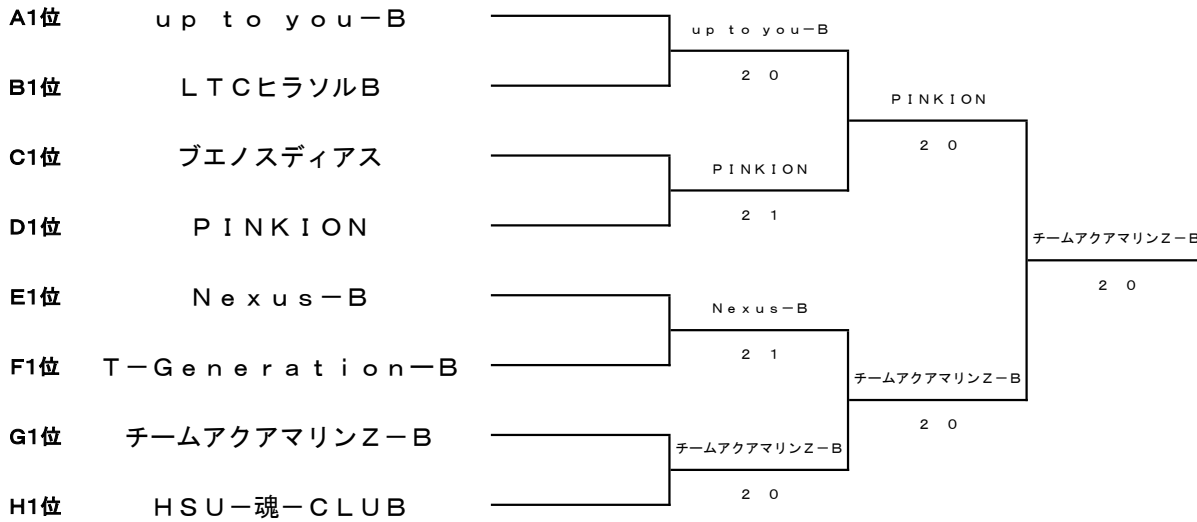 A1位 ｕｐ ｔｏ ｙｏｕ－Ｂ
ｕｐ ｔｏ ｙｏｕ－Ｂ
２ ０
B1位 ＬＴＣヒラソルＢ
ＰＩＮＫＩＯＮ
２ ０
C1位 ブエノスディアス
ＰＩＮＫＩＯＮ
２ １
D1位 ＰＩＮＫＩＯＮ
チームアクアマリンＺ－Ｂ
２ ０
E1位 Ｎｅｘｕｓ－Ｂ
Ｎｅｘｕｓ－Ｂ
２ １
F1位 Ｔ－Ｇｅｎｅｒａｔｉｏｎ－Ｂ
チームアクアマリンＺ－Ｂ
２ ０
G1位 チームアクアマリンＺ－Ｂ
チームアクアマリンＺ－Ｂ
２ ０
H1位 ＨＳＵ－魂－ＣＬＵＢ